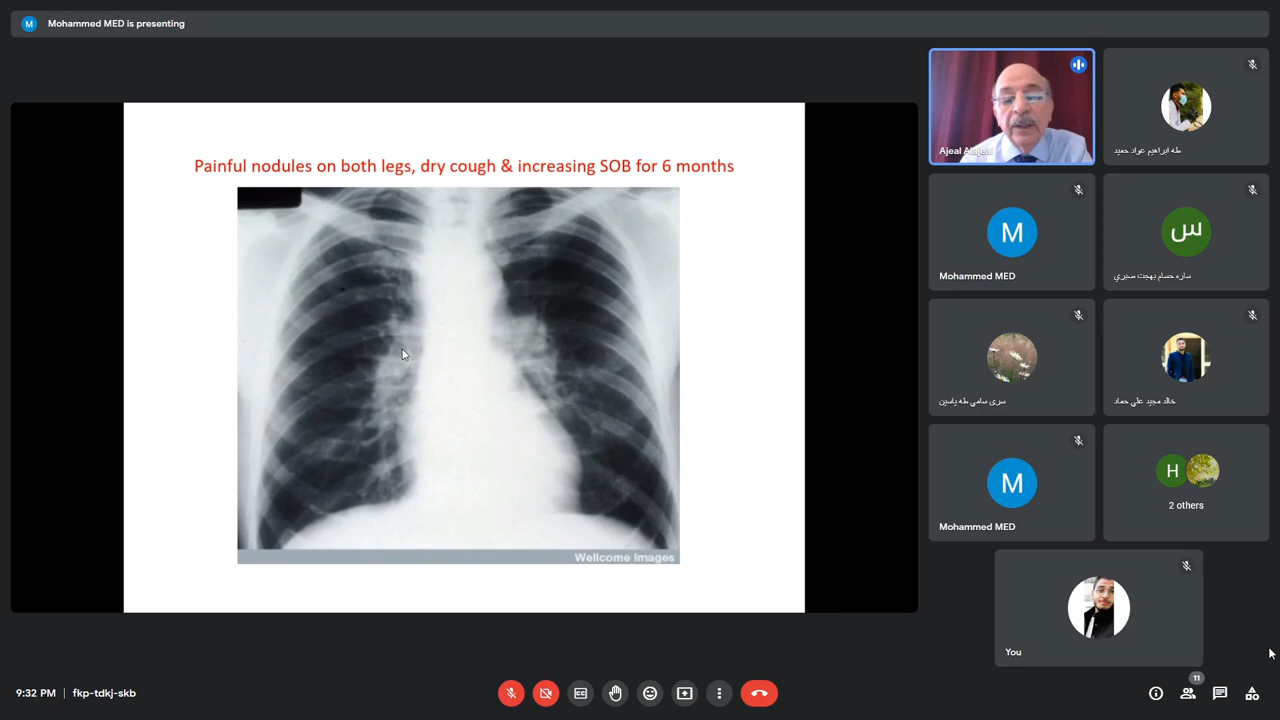 M
Mohammed MED is presenting
Painful nodules on both legs, dry cough & increasing SOB for 6 months
Wellcome Images
Ajeal
طه ابراهيم عواد حميد
M
Mohammed MED
س
ساره حسام بهجت صبري
سرى سامي طه ياسين
خالد مجيد علي حماد
M
Mohammed MED
H
2 others
You
9:32 PM | fkp-tdkj-skb
CC
11